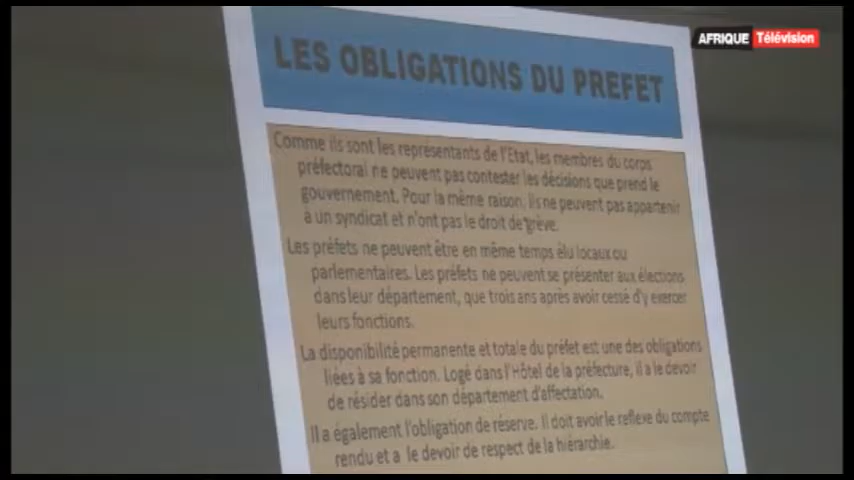 AFRIQUE Télévision
LES OBLIGATIONS DU PREFET
Comme ils sont les représentants de l'Etat, les membres du corps
préfectoral ne peuvent pas contester les décisions que prend le
gouvernement. Pour la même raison, ils ne peuvent pas appartenir
à un syndicat et n'ont pas le droit de grève.
Les préfets ne peuvent être en même temps élu locaux ou
parlementaires. Les préfets ne peuvent se présenter aux élections
dans leur département, que trois ans après avoir cessé d'y exercer
leurs fonctions.
La disponibilité permanente et totale du préfet est une des obligations
liées à sa fonction. Logé dans l'Hôtel de la préfecture, il a le devoir
de résider dans son département d'affectation.
Il a également l'obligation de réserve. Il doit avoir le reflexe du compte
rendu et a le devoir de respect de la hiérarchie.